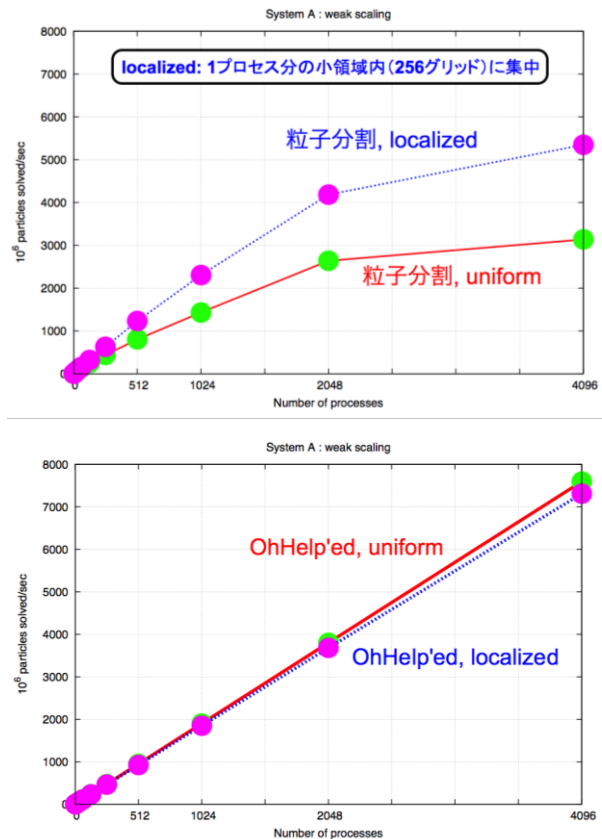 System A : weak scaling
8000
7000
6000
5000
4000
3000
2000
1000
0
10⁶ particles solved/sec
localized: 1プロセス分の小領域内(256グリッド)に集中
粒子分割, localized
粒子分割, uniform
0 512 1024 2048 4096
Number of processes
System A : weak scaling
8000
7000
6000
5000
4000
3000
2000
1000
0
10⁶ particles solved/sec
OhHelp'ed, uniform
OhHelp'ed, localized
0 512 1024 2048 4096
Number of processes